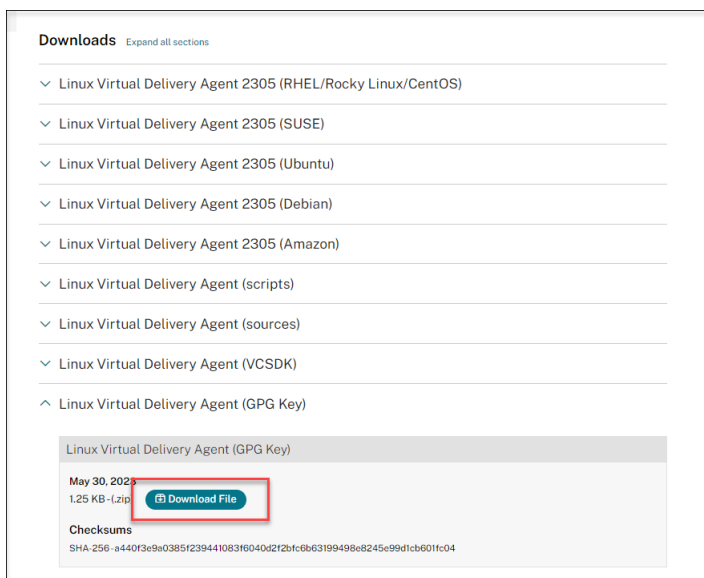 Downloads Expand all sections
Linux Virtual Delivery Agent 2305 (RHEL/Rocky Linux/CentOS)
Linux Virtual Delivery Agent 2305 (SUSE)
Linux Virtual Delivery Agent 2305 (Ubuntu)
Linux Virtual Delivery Agent 2305 (Debian)
Linux Virtual Delivery Agent 2305 (Amazon)
Linux Virtual Delivery Agent (scripts)
Linux Virtual Delivery Agent (sources)
Linux Virtual Delivery Agent (VCSDK)
Linux Virtual Delivery Agent (GPG Key)
Linux Virtual Delivery Agent (GPG Key)
May 30, 2023
1.25 KB - (.zip) Download File
Checksums
SHA-256 - a440f3e9a0385f239441083f6040d2f2bfc6b63199498e8245e99d1cb601fc04